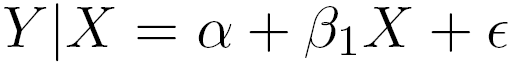 Y|X = α + β₁X + ϵ